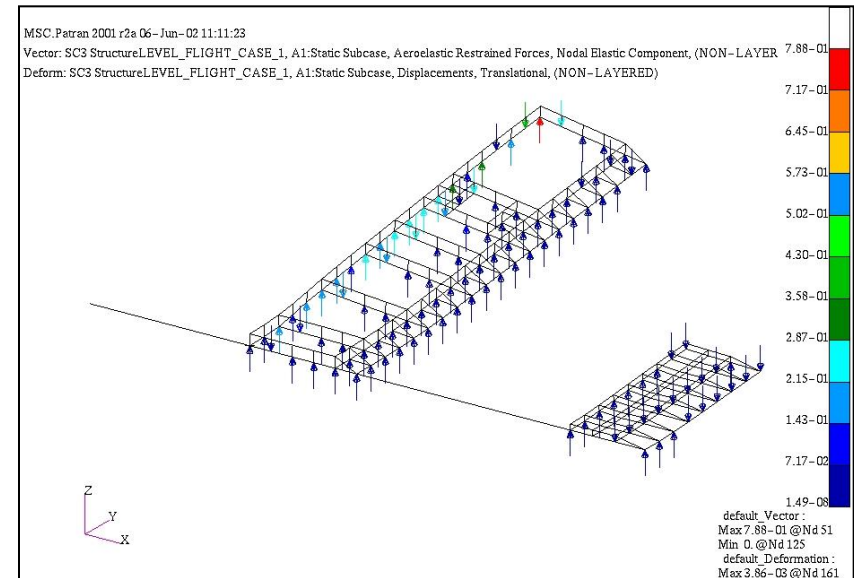 MSC.Patran 2001 r2a 06-Jun-02 11:11:23
Vector: SC3 StructureLEVEL_FLIGHT_CASE_1, A1:Static Subcase, Aeroelastic Restrained Forces, Nodal Elastic Component, (NON-LAYER
Deform: SC3 StructureLEVEL_FLIGHT_CASE_1, A1:Static Subcase, Displacements, Translational, (NON-LAYERED)
7.88-01
7.17-01
6.45-01
5.73-01
5.02-01
4.30-01
3.58-01
2.87-01
2.15-01
1.43-01
7.17-02
1.49-08
Z
Y
X
default_Vector :
Max 7.88-01 @Nd 51
Min 0. @Nd 125
default_Deformation :
Max 3.86-03 @Nd 161